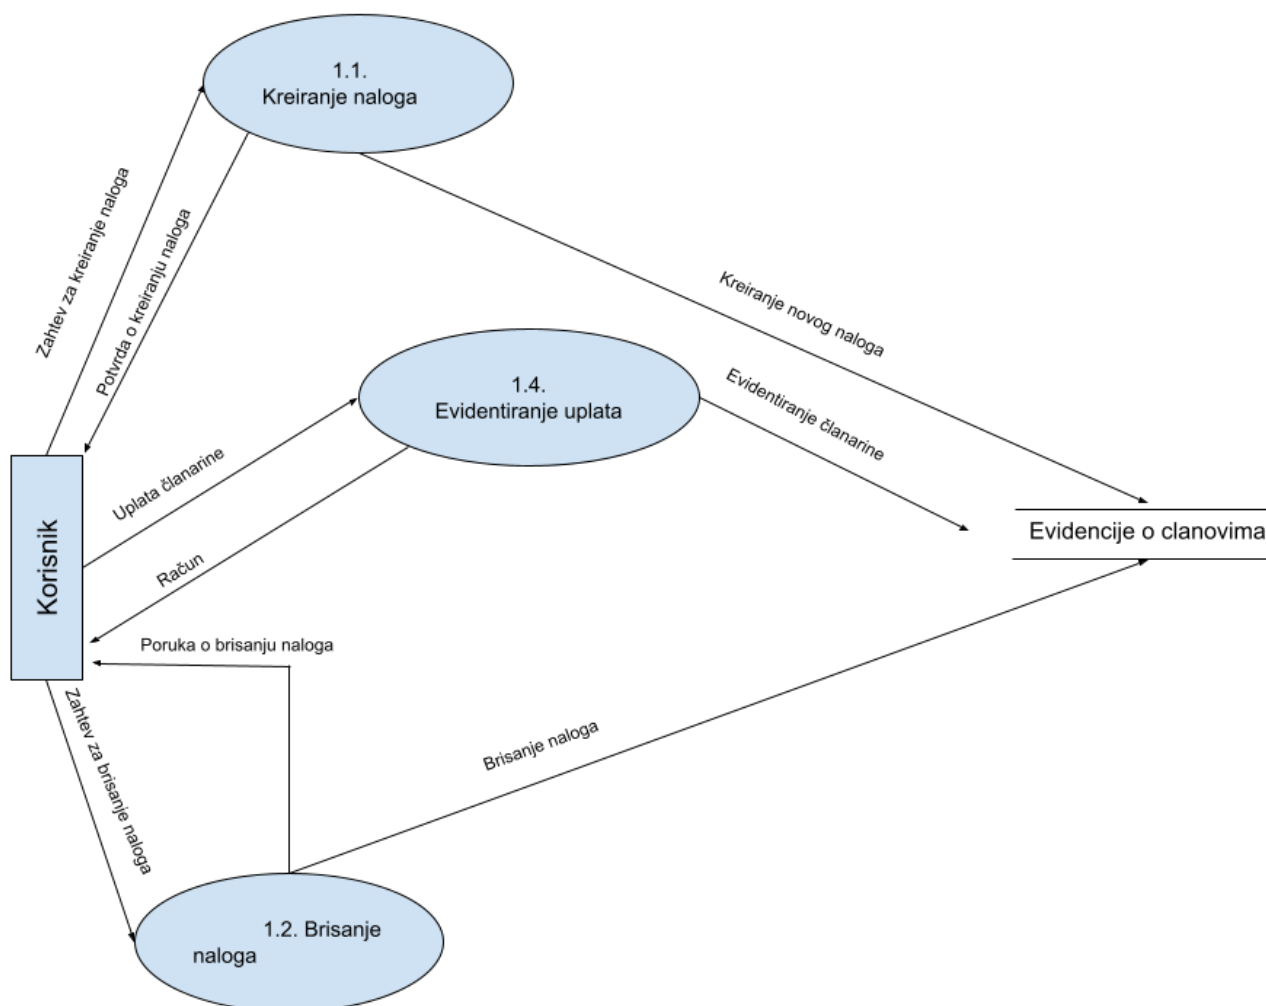 1.1.
Kreiranje naloga
Zahtev za kreiranje naloga
Potvrda o kreiranju naloga
Kreiranje novog naloga
1.4.
Evidentiranje uplata
Evidentiranje članarine
Uplata članarine
Račun
Korisnik
Evidencije o clanovima
Poruka o brisanju naloga
Zahtev za brisanje naloga
Brisanje naloga
1.2. Brisanje
naloga